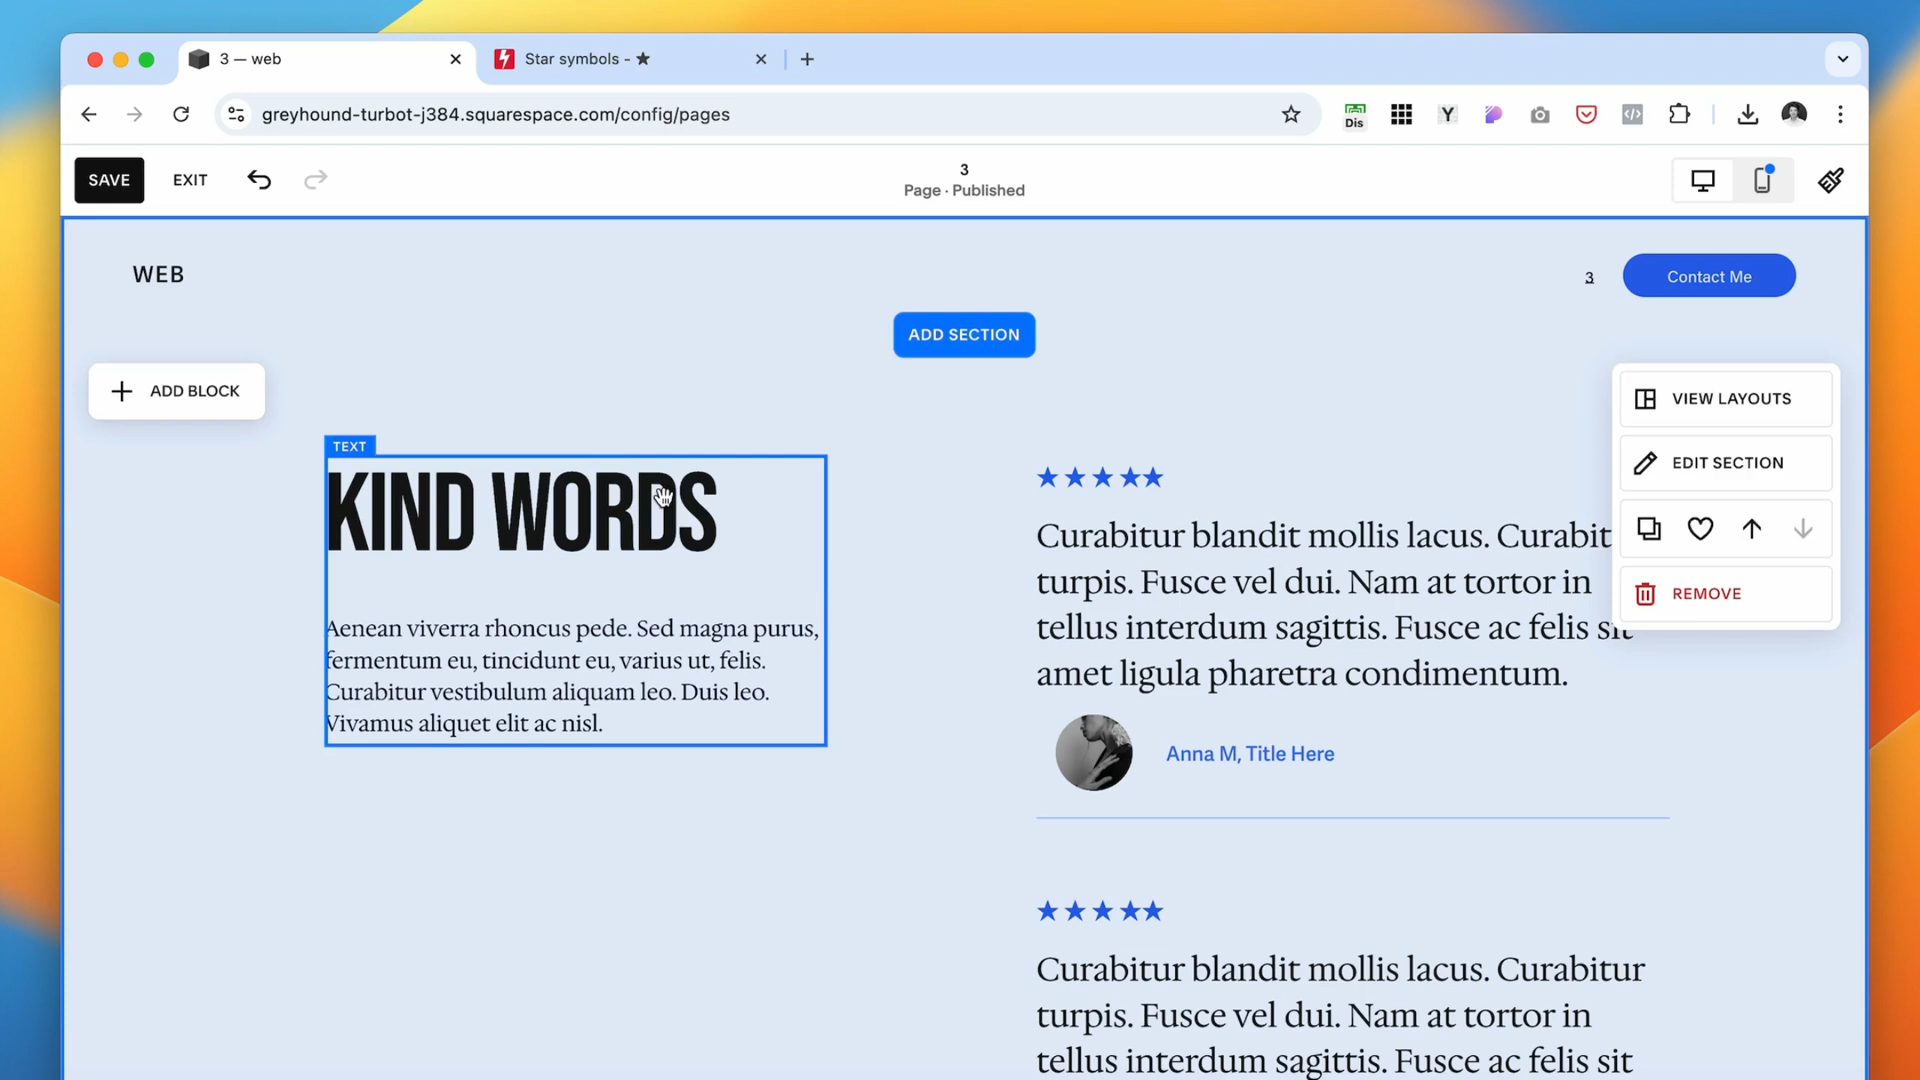 3 — web
Star symbols - ★
greyhound-turbot-j384.squarespace.com/config/pages
Dis
Y
SAVE
EXIT
3
Page · Published
WEB
3
Contact Me
ADD SECTION
ADD BLOCK
VIEW LAYOUTS
EDIT SECTION
REMOVE
TEXT
KIND WORDS
Aenean viverra rhoncus pede. Sed magna purus,
fermentum eu, tincidunt eu, varius ut, felis.
Curabitur vestibulum aliquam leo. Duis leo.
Vivamus aliquet elit ac nisl.
★ ★ ★ ★★
Curabitur blandit mollis lacus. Curabit
turpis. Fusce vel dui. Nam at tortor in
tellus interdum sagittis. Fusce ac felis sit
amet ligula pharetra condimentum.
Anna M, Title Here
★ ★ ★ ★★
Curabitur blandit mollis lacus. Curabitur
turpis. Fusce vel dui. Nam at tortor in
tellus interdum sagittis. Fusce ac felis sit